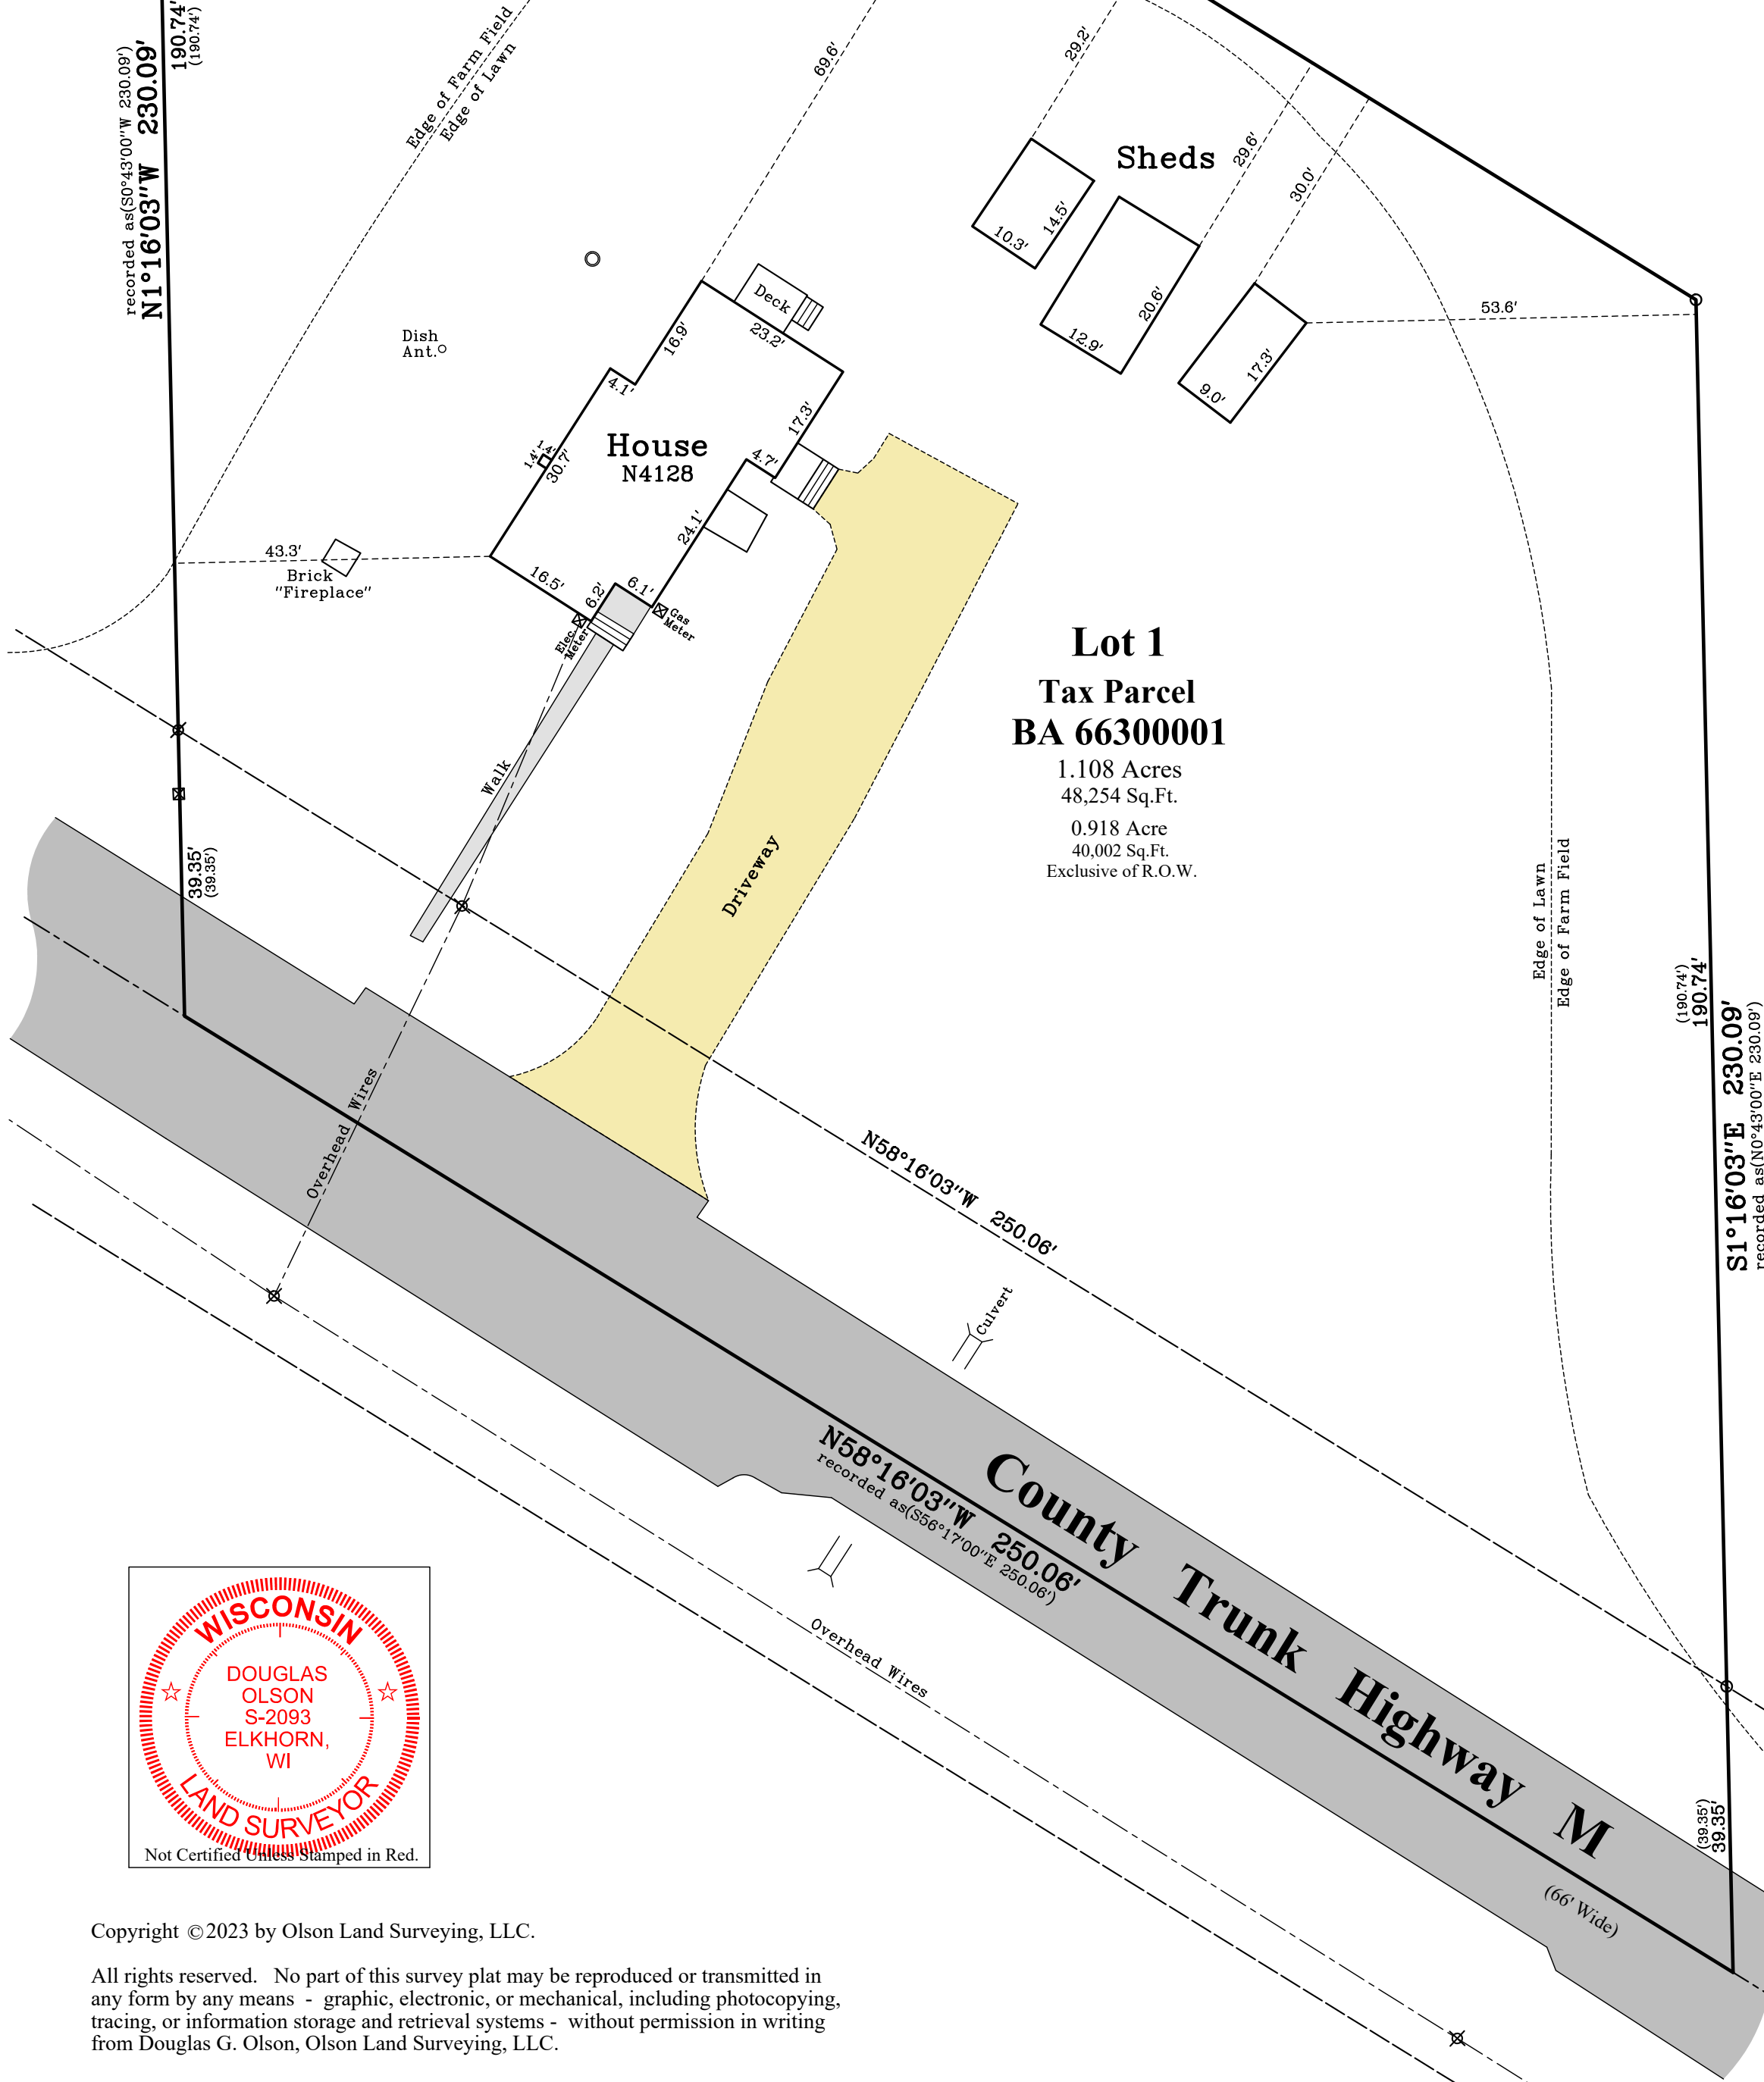 190.74'
(190.74')
recorded as(S0°43'00"W 230.09')
N1°16'03"W 230.09'
Edge of Farm Field
Edge of Lawn
69.6'
29.2'
29.6'
30.0'
Sheds
10.3'
14.5'
12.9'
20.6'
9.0'
17.3'
53.6'
Dish
Ant.
Deck
23.2'
16.9'
4.1'
17.3'
House
N4128
4.7'
1.4'
1.4'
30.7'
24.1'
43.3'
Brick
"Fireplace"
16.5'
6.2'
6.1'
Gas
Meter
Elec.
Meter
Walk
Driveway
Lot 1
Tax Parcel
BA 66300001
1.108 Acres
48,254 Sq.Ft.
0.918 Acre
40,002 Sq.Ft.
Exclusive of R.O.W.
39.35'
(39.35')
Edge of Lawn
Edge of Farm Field
(190.74')
190.74'
S1°16'03"E 230.09'
recorded as(N0°43'00"E 230.09')
Overhead Wires
N58°16'03"W 250.06'
Culvert
N58°16'03"W 250.06'
recorded as(S56°17'00"E 250.06')
County Trunk Highway M
(66' Wide)
(39.35')
39.35'
Overhead Wires
WISCONSIN
DOUGLAS
OLSON
S-2093
ELKHORN,
WI
LAND SURVEYOR
Not Certified Unless Stamped in Red.
Copyright ©2023 by Olson Land Surveying, LLC.
All rights reserved. No part of this survey plat may be reproduced or transmitted in
any form by any means - graphic, electronic, or mechanical, including photocopying,
tracing, or information storage and retrieval systems - without permission in writing
from Douglas G. Olson, Olson Land Surveying, LLC.